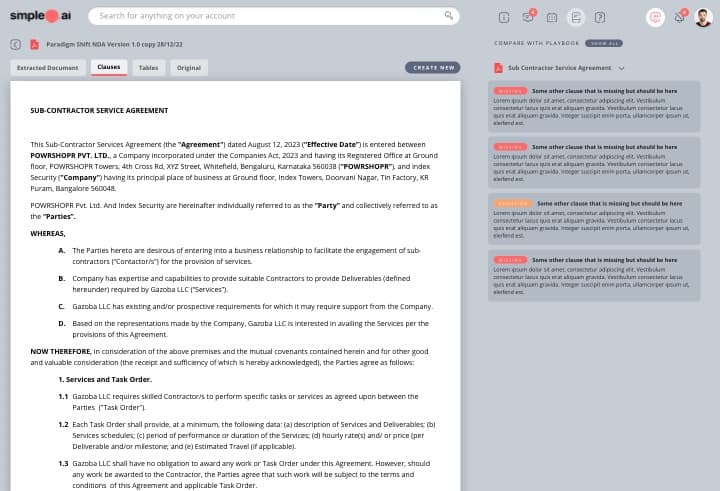 smple ai
Search for anything on your account
4
4
Paradigm Shift NDA Version 1.0 copy 28/12/22
COMPARE WITH PLAYBOOK SHOW ALL
Extracted Document Clauses Tables Original CREATE NEW
SUB-CONTRACTOR SERVICE AGREEMENT
This Sub-Contractor Services Agreement (the "Agreement") dated August 12, 2023 ("Effective Date") is entered between
POWRSHOPR PVT. LTD., a Company incorporated under the Companies Act, 2023 and having its Registered Office at Ground
floor, POWRSHOPR Towers, 4th Cross Rd, XYZ Street, Whitefield, Bengaluru, Karnataka 560038 ("POWRSHOPR"), and Index
Security ("Company") having its principal place of business at Ground floor, Index Towers, Doorvani Nagar, Tin Factory, KR
Puram, Bangalore 560048.
POWRSHOPR Pvt. Ltd. And Index Security are hereinafter individually referred to as the "Party" and collectively referred to as
the "Parties".
WHEREAS,
A. The Parties hereto are desirous of entering into a business relationship to facilitate the engagement of sub-
contractors ("Contactor/s") for the provision of services.
B. Company has expertise and capabilities to provide suitable Contractors to provide Deliverables (defined
hereunder) required by Gazoba LLC ("Services").
C. Gazoba LLC has existing and/or prospective requirements for which it may require support from the Company.
D. Based on the representations made by the Company, Gazoba LLC is interested in availing the Services per the
provisions of this Agreement.
NOW THEREFORE, in consideration of the above premises and the mutual covenants contained herein and for other good
and valuable consideration (the receipt and sufficiency of which is hereby acknowledged), the Parties agree as follows:
1. Services and Task Order.
1.1 Gazoba LLC requires skilled Contractor/s to perform specific tasks or services as agreed upon between the
Parties ("Task Order").
1.2 Each Task Order shall provide, at a minimum, the following data: (a) description of Services and Deliverables; (b)
Services schedules; (c) period of performance or duration of the Services; (d) hourly rate(s) and/ or price [per
Deliverable and/or milestone; and (e) Estimated Travel (if applicable).
1.3 Gazoba LLC shall have no obligation to award any work or Task Order under this Agreement. However, should
any work be awarded to the Contractor, the Parties agree that such work will be subject to the terms and
conditions of this Agreement and applicable Task Order.
Sub Contractor Service Agreement
MISSING Some other clause that is missing but should be here
Lorem ipsum dolor sit amet, consectetur adipiscing elit. Vestibulum
consectetur lacus quis erat aliquam gravida. Vestibulum consectetur lacus
quis erat aliquam gravida. Integer suscipit enim porta, ullamcorper ipsum ut,
eleifend est.
MISSING Some other clause that is missing but should be here
Lorem ipsum dolor sit amet, consectetur adipiscing elit. Vestibulum
consectetur lacus quis erat aliquam gravida. Vestibulum consectetur lacus
quis erat aliquam gravida. Integer suscipit enim porta, ullamcorper ipsum ut,
eleifend est.
Some other clause that is missing but should be here
Lorem ipsum dolor sit amet, consectetur adipiscing elit. Vestibulum
consectetur lacus quis erat aliquam gravida. Vestibulum consectetur lacus
quis erat aliquam gravida. Integer suscipit enim porta, ullamcorper ipsum ut,
eleifend est.
MISSING Some other clause that is missing but should be here
Lorem ipsum dolor sit amet, consectetur adipiscing elit. Vestibulum
consectetur lacus quis erat aliquam gravida. Vestibulum consectetur lacus
quis erat aliquam gravida. Integer suscipit enim porta, ullamcorper ipsum ut,
eleifend est.